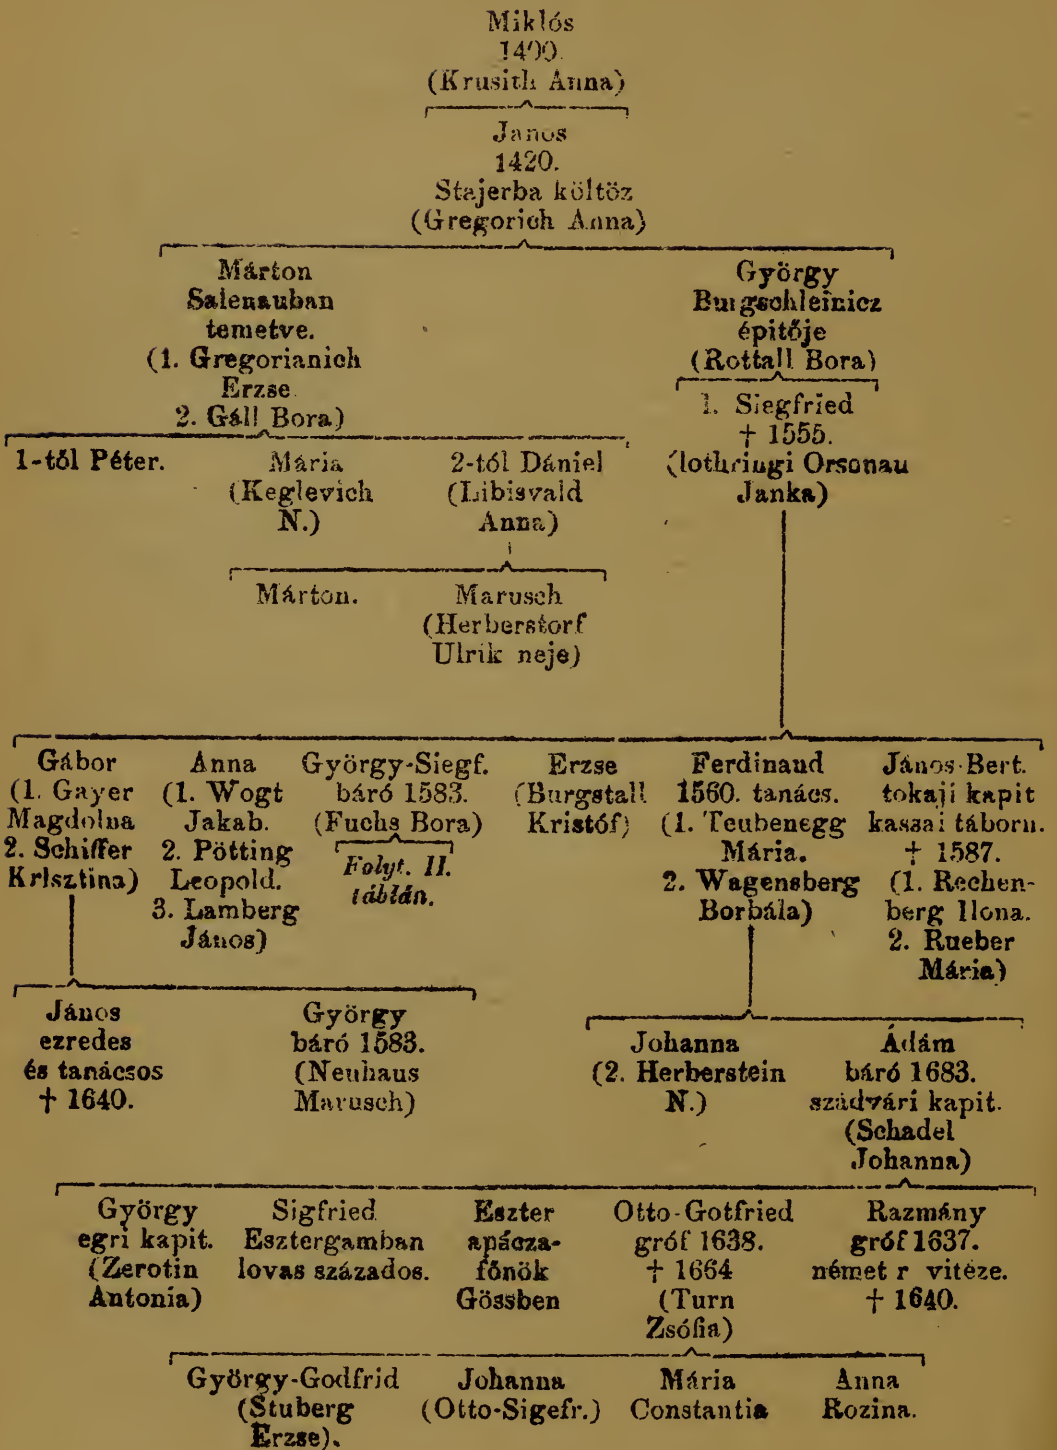 Miklós
1400.
(Krusith Anna)
Janos
1420.
Stajerba költöz
(Gregorich Anna)
Márton
Salenauban
temetve.
(1. Gregorianich
Erzse.
2. Gáll Bora)
György
Burgschleinicz
építője
(Rottall Bora)
1. Siegfried
† 1555.
(lothringi Orsonau
Janka)
1-től Péter.
Mária
(Keglevich
N.)
2-tól Dániel
(Libisvald
Anna)
Márton.
Marusch
(Herberstorf
Ulrik neje)
Gábor
(1. Gayer
Magdolna
2. Schiffer
Krisztina)
Anna
(1. Wogt
Jakab.
2. Pötting
Leopold.
3. Lamberg
János)
György-Siegf.
báró 1583.
(Fuchs Bora)
Folyt. II.
táblán.
Erzse
(Burgstall
Kristóf)
Ferdinaud
1560. tanács.
(1. Teubenegg
Mária.
2. Wagensberg
Borbála)
János-Bert.
tokaji kapit
kassai táborn.
† 1587.
(1. Rechen-
berg Ilona.
2. Rueber
Mária)
János
ezredes
és tanácsos
† 1640.
György
báró 1583.
(Neuhaus
Marusch)
Johanna
(2. Herberstein
N.)
Ádám
báró 1683.
szádvári kapit.
(Schadel
Johanna)
György
egri kapit.
(Zerotin
Antonia)
Sigfried
Esztergamban
lovas százados.
Eszter
apácza-
főnök
Gössben
Otto-Gotfried
gróf 1638.
† 1664
(Turn
Zsófia)
Razmány
gróf 1637.
német r vitéze.
† 1640.
György-Godfrid
(Stuberg
Erzse).
Johanna
(Otto-Sigefr.)
Mária
Constantia
Anna
Rozina.